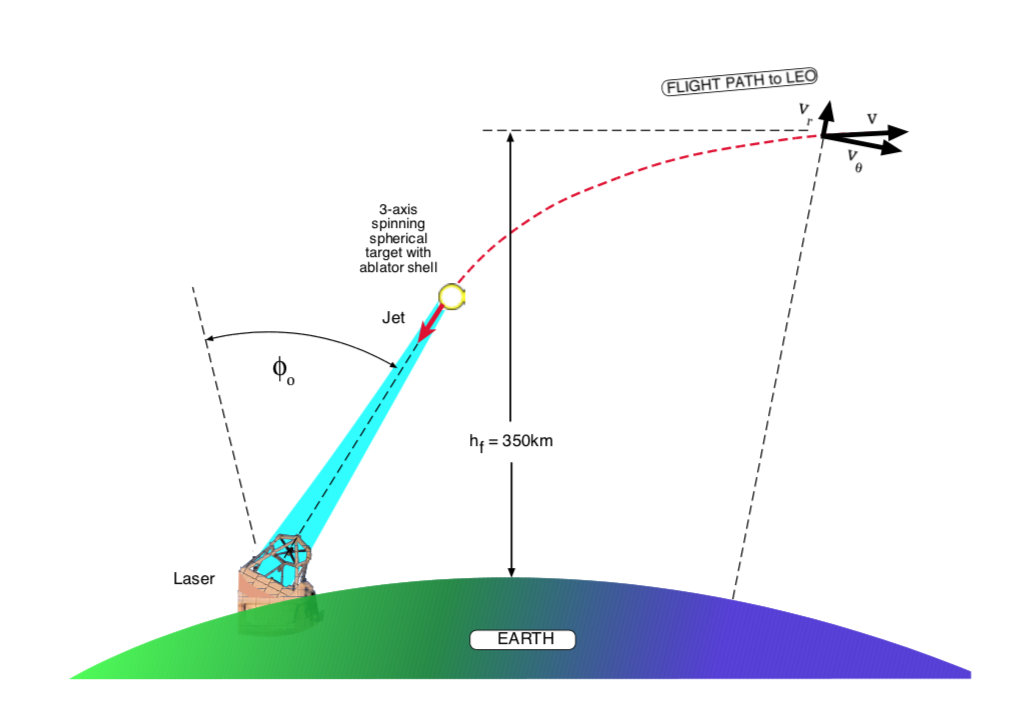 FLIGHT PATH to LEO
v_r
v
v_θ
3-axis
spinning
spherical
target with
ablator shell
Jet
ϕ_o
h_f = 350km
Laser
EARTH